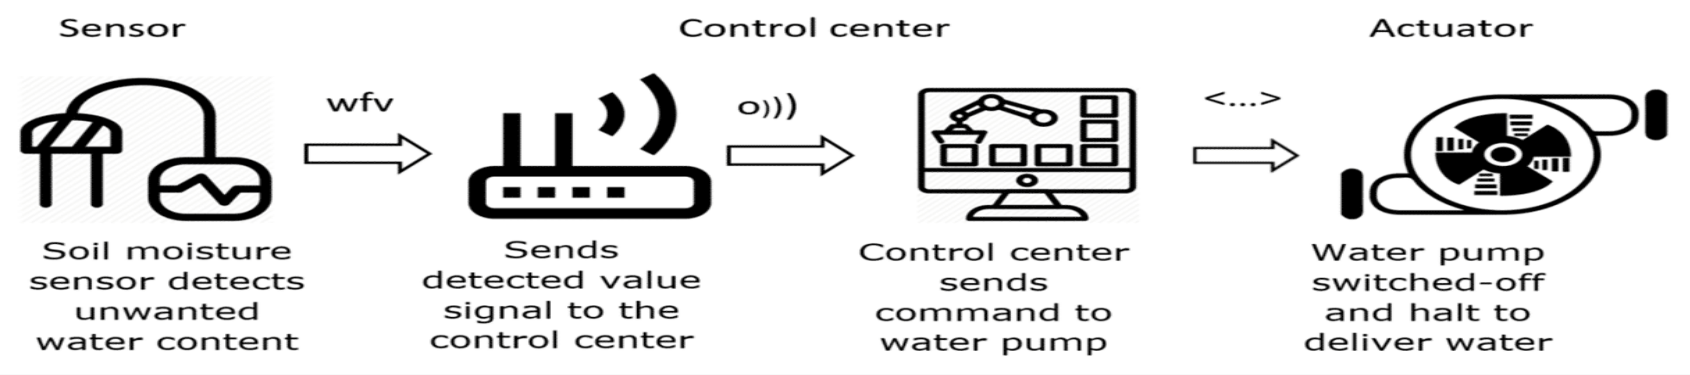 Sensor
Control center
Actuator
wfv
o)))
<...>
Soil moisture
sensor detects
unwanted
water content
Sends
detected value
signal to the
control center
Control center
sends
command to
water pump
Water pump
switched-off
and halt to
deliver water